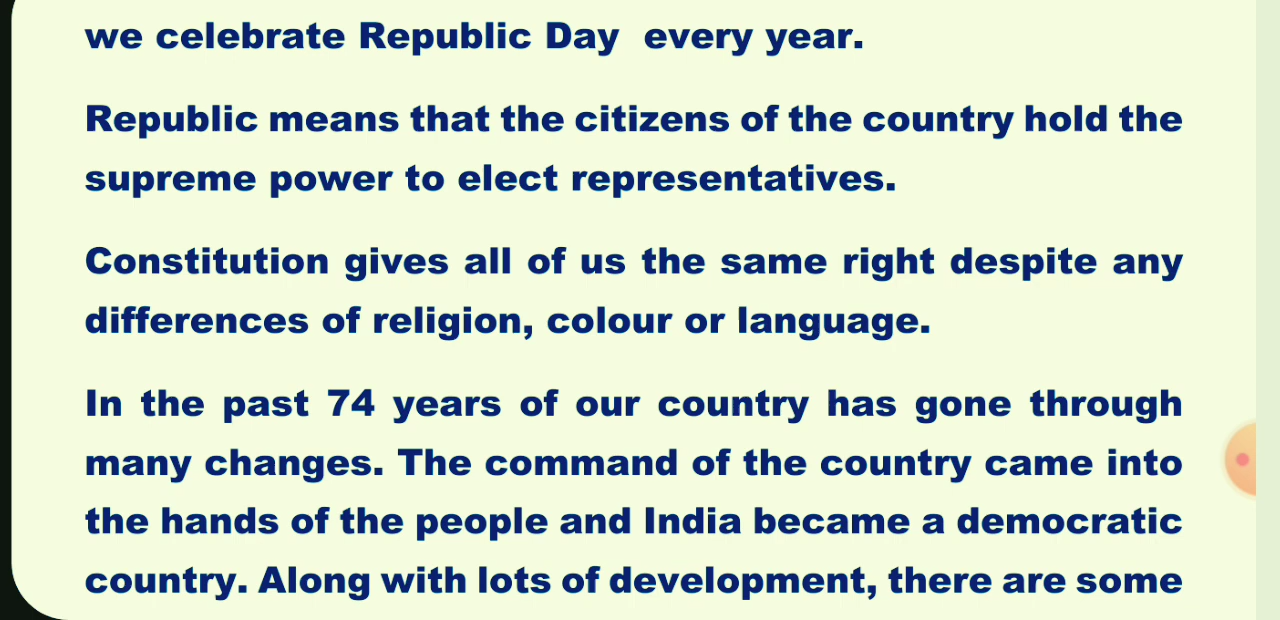 we celebrate Republic Day  every year.
Republic means that the citizens of the country hold the
supreme power to elect representatives.
Constitution gives all of us the same right despite any
differences of religion, colour or language.
In the past 74 years of our country has gone through
many changes. The command of the country came into
the hands of the people and India became a democratic
country. Along with lots of development, there are some